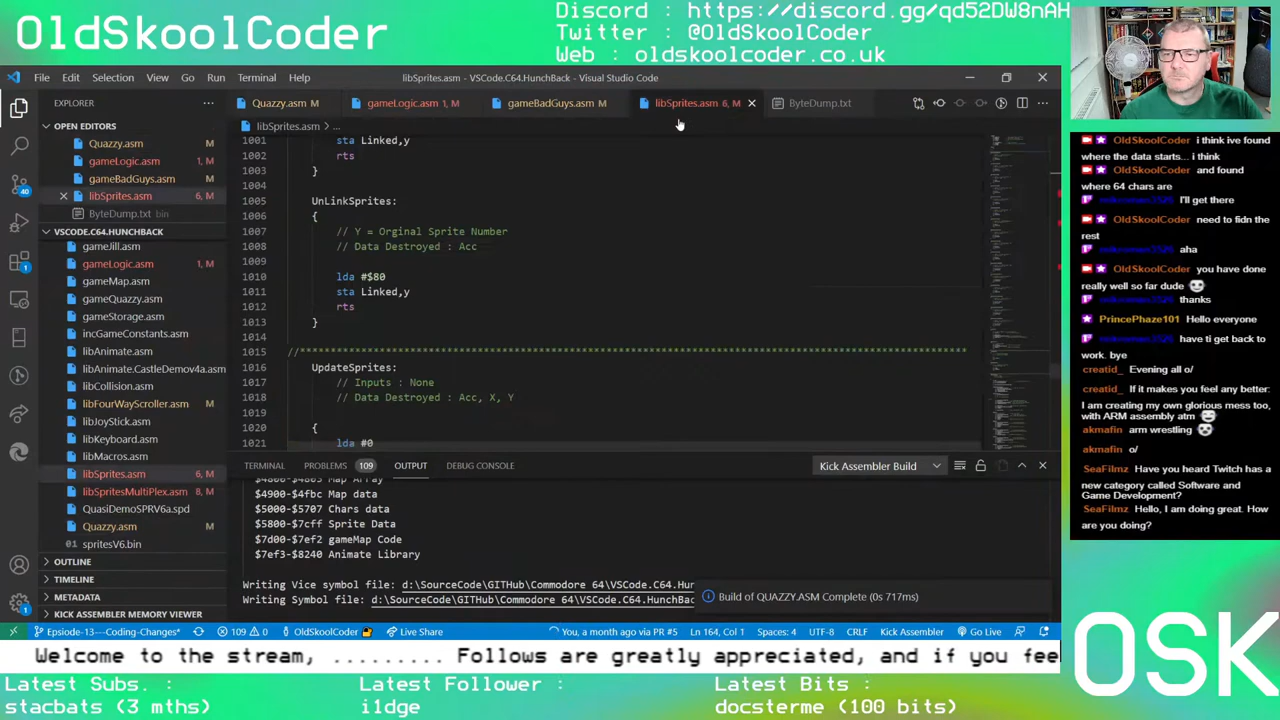 OldSkoolCoder
Discord : https://discord.gg/qd52DW8nAH
Twitter : @OldSkoolCoder
Web : oldskoolcoder.co.uk
File Edit Selection View Go Run Terminal Help
libSprites.asm - VSCode.C64.HunchBack - Visual Studio Code
EXPLORER
OPEN EDITORS
Quazzy.asm M
gameLogic.asm 1, M
gameBadGuys.asm M
libSprites.asm 6, M
ByteDump.txt bin
VSCODE.C64.HUNCHBACK
gameJill.asm M
gameLogic.asm 1, M
gameMap.asm
gameQuazzy.asm
gameStorage.asm
incGameConstants.asm
libAnimate.asm
libAnimate.CastleDemov4a.asm
libCollision.asm
libFourWayScroller.asm M
libJoyStick.asm
libKeyboard.asm
libMacros.asm
libSprites.asm 6, M
libSpritesMultiPlex.asm 8, M
QuasiDemoSPRV6a.spd
Quazzy.asm M
spritesV6.bin
OUTLINE
TIMELINE
METADATA
KICK ASSEMBLER MEMORY VIEWER
Quazzy.asm M
gameLogic.asm 1, M
gameBadGuys.asm M
libSprites.asm 6, M
ByteDump.txt
libSprites.asm > ...
1001 sta Linked,y
1002 rts
1003 }
1004
1005 UnLinkSprites:
1006 {
1007 // Y = Orginal Sprite Number
1008 // Data Destroyed : Acc
1009
1010 lda #$80
1011 sta Linked,y
1012 rts
1013 }
1014
1015 //***********************************************************************************
1016 UpdateSprites:
1017 // Inputs : None
1018 // Data Destroyed : Acc, X, Y
1019
1020 {
1021 lda #0
TERMINAL PROBLEMS 109 OUTPUT DEBUG CONSOLE
Kick Assembler Build
Map Array
$4900-$4fbc Map data
$5000-$5707 Chars data
$5800-$7cff Sprite Data
$7d00-$7ef2 gameMap Code
$7ef3-$8240 Animate Library
Writing Vice symbol file: d:\SourceCode\GITHub\Commodore 64\VSCode.C64.Hun
Writing Symbol file: d:\SourceCode\GITHub\Commodore 64\VSCode.C64.HunchBac
Build of QUAZZY.ASM Complete (0s 717ms)
Epsiode-13---Coding-Changes* 109 0 OldSkoolCoder Live Share
You, a month ago via PR #5 Ln 164, Col 1 Spaces: 4 UTF-8 CRLF Kick Assembler Go Live
OldSkoolCoder i think ive found
where the data starts... i think
OldSkoolCoder and found
where 64 chars are
I'll get there
OldSkoolCoder need to fidn the
rest
aha
OldSkoolCoder you have done
really well so far dude
thanks
PrincePhaze101 Hello everyone
have ti get back to
work. bye
creatid_ Evening all o/
creatid_ If it makes you feel any better:
I am creating my own glorious mess too,
with ARM assembly atm
akmafin arm wrestling
akmafin o/
SeaFilmz Have you heard Twitch has a
new category called Software and
Game Development?
SeaFilmz Hello, I am doing great. How
are you doing?
OSK
Welcome to the stream, ......... Follows are greatly appreciated, and if you fee
Latest Subs. :
stacbats (3 mths)
Latest Follower :
i1dge
Latest Bits :
docsterme (100 bits)